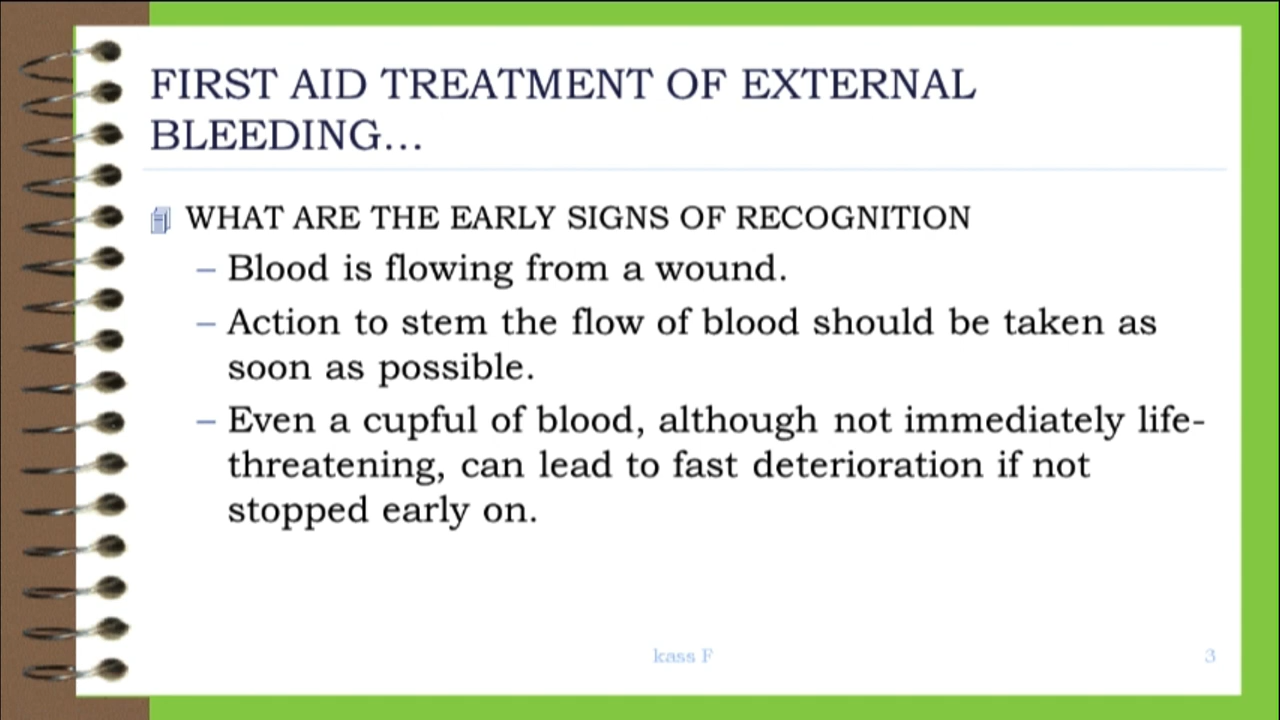 FIRST AID TREATMENT OF EXTERNAL
BLEEDING...
WHAT ARE THE EARLY SIGNS OF RECOGNITION
– Blood is flowing from a wound.
– Action to stem the flow of blood should be taken as
soon as possible.
– Even a cupful of blood, although not immediately life-
threatening, can lead to fast deterioration if not
stopped early on.
kass F
3